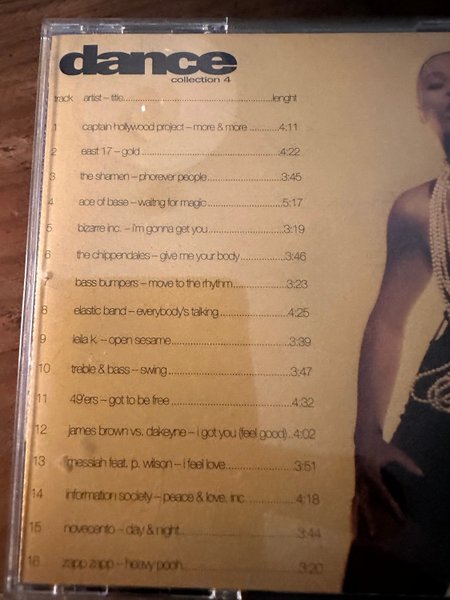 dance
collection 4
track artist – title.......................................................lenght
1 captain hollywood project – more & more ...........4:11
2 east 17 – gold....................................................4:22
3 the shamen – phorever people...........................3:45
4 ace of base – waitng for magic............................5:17
5 bizarre inc. – i'm gonna get you...........................3:19
6 the chippendales – give me your body.................3:46
7 bass bumpers – move to the rhythm....................3:23
8 elastic band – everybody's talking........................4:25
9 leila k. – open sesame.......................................3:39
10 treble & bass – swing.........................................3:47
11 49'ers – got to be free.........................................4:32
12 james brown vs. dakeyne – i got you (feel good)..4:02
13 messiah feat. p. wilson – i feel love......................3:51
14 information society – peace & love, inc................4:18
15 novecento – day & night.....................................3:44
16 zapp zapp – heavy pooh.....................................3:20